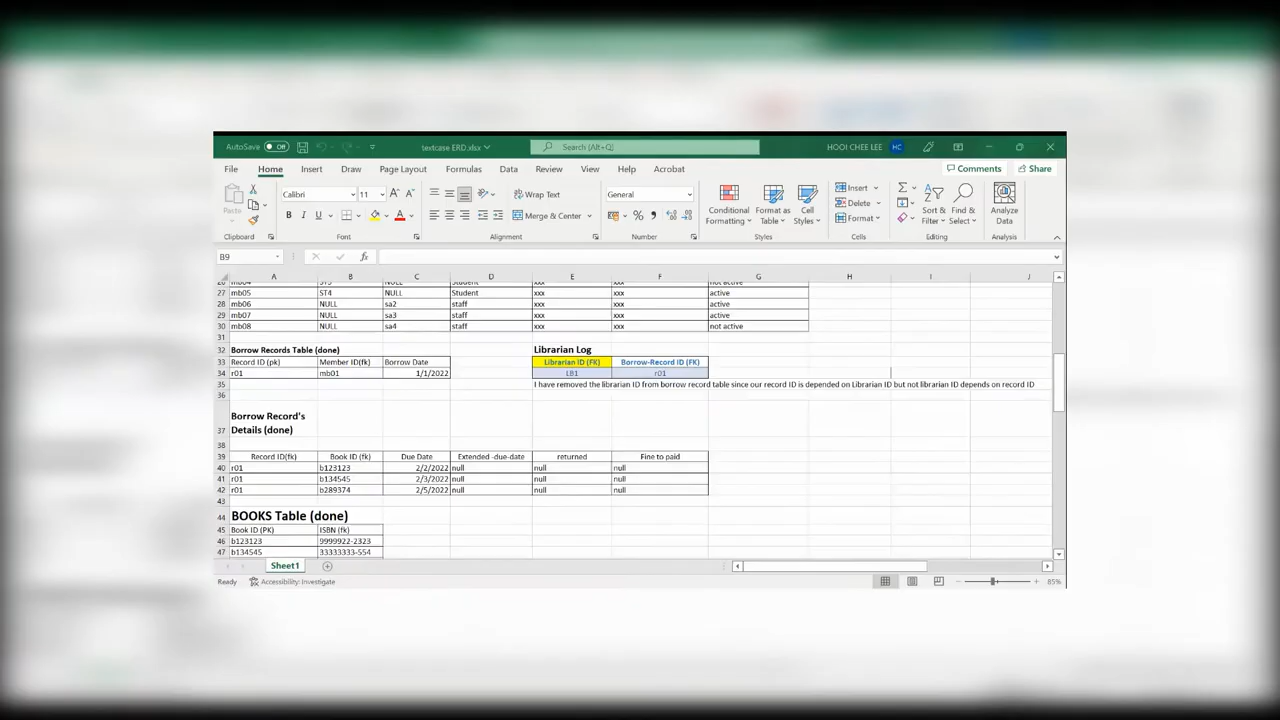 AutoSave Off textcase ERD.xlsx Search (Alt+Q) HOOI CHEE LEE HC
File Home Insert Draw Page Layout Formulas Data Review View Help Acrobat Comments Share
Paste Calibri 11 Wrap Text General Conditional Formatting Format as Table Cell Styles Insert Delete Format Sort & Filter Find & Select Analyze Data
B I U Merge & Center
Clipboard Font Alignment Number Styles Cells Editing Analysis
B9
A B C D E F G H I J
27 mb05 ST4 NULL Student xxx xxx active
28 mb06 NULL sa2 staff xxx xxx active
29 mb07 NULL sa3 staff xxx xxx active
30 mb08 NULL sa4 staff xxx xxx not active
31
32 Borrow Records Table (done) Librarian Log
33 Record ID (pk) Member ID(fk) Borrow Date Librarian ID (FK) Borrow-Record ID (FK)
34 r01 mb01 1/1/2022 LB1 r01
35 I have removed the librarian ID from borrow record table since our record ID is depended on Librarian ID but not librarian ID depends on record ID
36
37 Borrow Record's
Details (done)
38
39 Record ID(fk) Book ID (fk) Due Date Extended -due-date returned Fine to paid
40 r01 b123123 2/2/2022 null null null
41 r01 b134545 2/3/2022 null null null
42 r01 b289374 2/5/2022 null null null
43
44 BOOKS Table (done)
45 Book ID (PK) ISBN (fk)
46 b123123 9999922-2323
47 b134545 33333333-554
Sheet1
Ready Accessibility: Investigate 85%